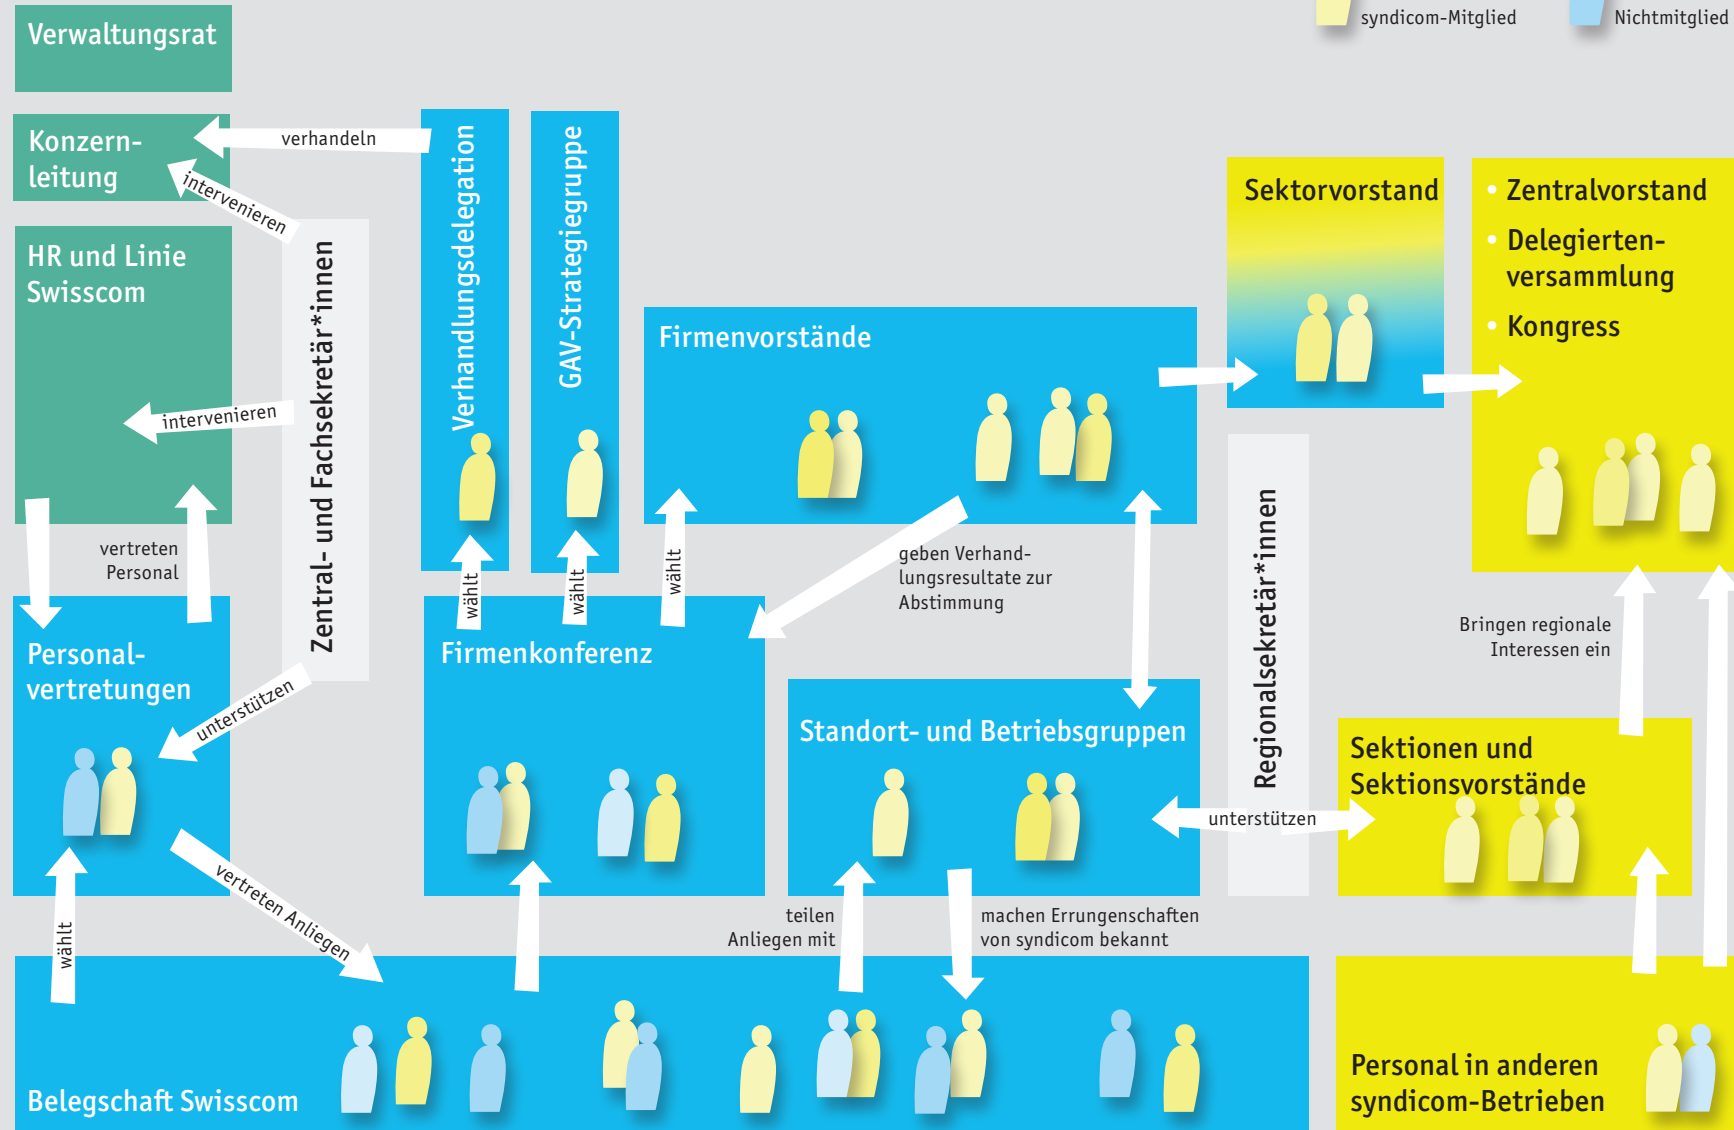 syndicom-Mitglied
Nichtmitglied
Verwaltungsrat
Konzern-
leitung
verhandeln
intervenieren
HR und Linie
Swisscom
intervenieren
Zentral- und Fachsekretär*innen
Verhandlungsdelegation
GAV-Strategiegruppe
Firmenvorstände
Sektorvorstand
• Zentralvorstand
• Delegierten-
versammlung
• Kongress
vertreten
Personal
wählt
wählt
wählt
geben Verhand-
lungsresultate zur
Abstimmung
Regionalsekretär*innen
Bringen regionale
Interessen ein
Personal-
vertretungen
unterstützen
Firmenkonferenz
Standort- und Betriebsgruppen
unterstützen
Sektionen und
Sektionsvorstände
wählt
vertreten Anliegen
teilen
Anliegen mit
machen Errungenschaften
von syndicom bekannt
Belegschaft Swisscom
Personal in anderen
syndicom-Betrieben